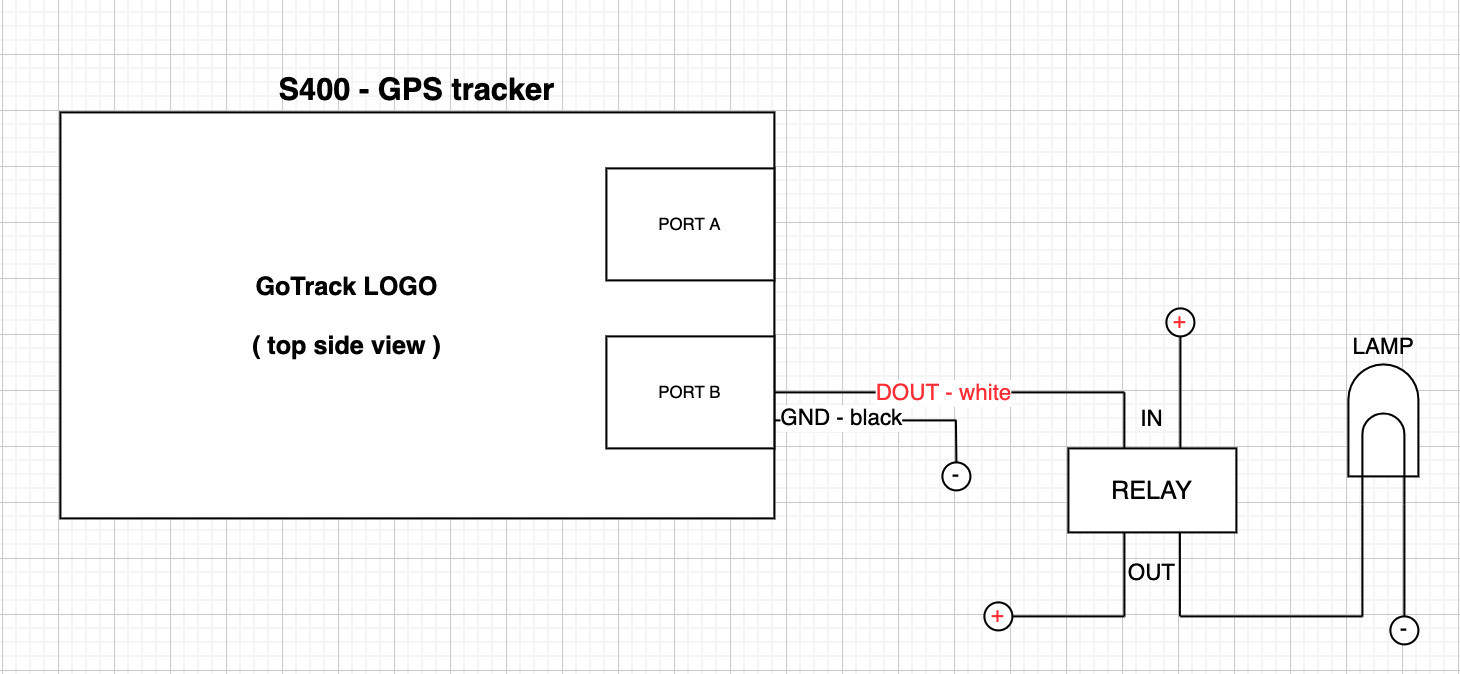 S400 - GPS tracker
PORT A
GoTrack LOGO
( top side view )
PORT B
DOUT - white
GND - black
-
+
IN
RELAY
OUT
+
LAMP
-